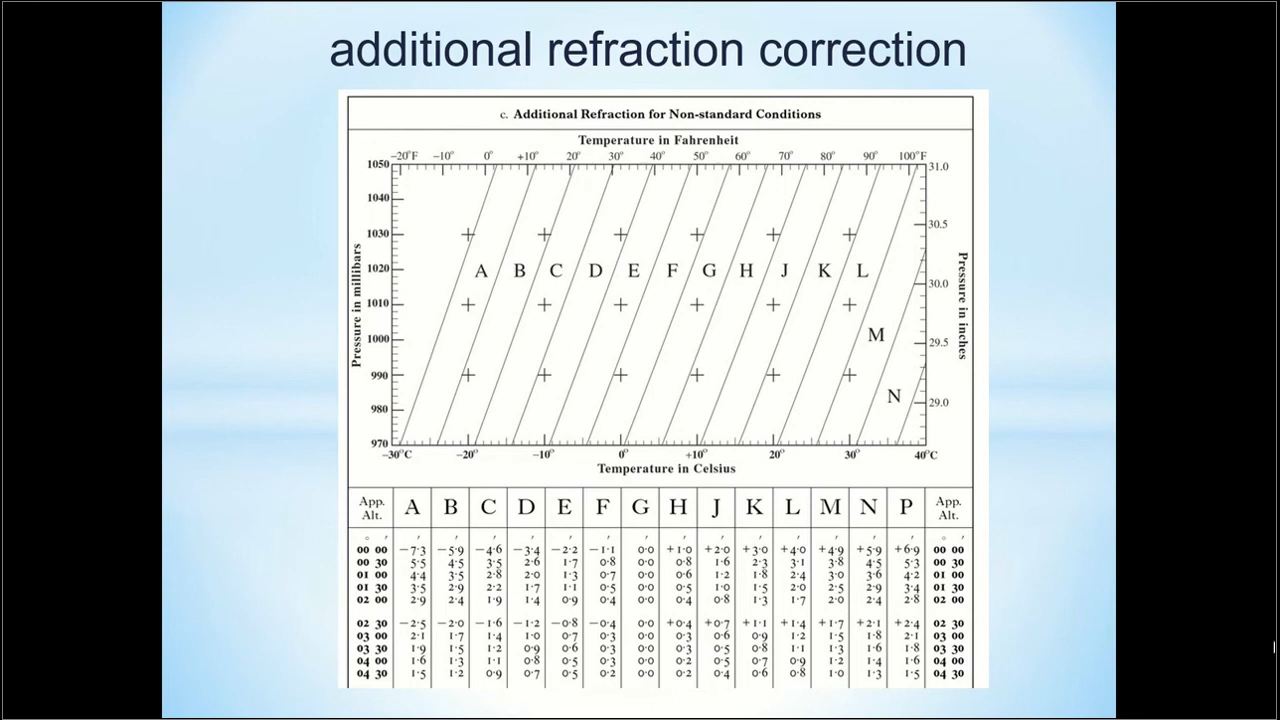 additional refraction correction
c. Additional Refraction for Non-standard Conditions
Temperature in Fahrenheit
−20°F −10° 0° +10° 20° 30° 40° 50° 60° 70° 80° 90° 100°F
1050 31.0
1040
1030 30.5
1020 A B C D E F G H J K L 30.0
1010
1000 M 29.5
990
980 N 29.0
970
Pressure in millibars
Pressure in inches
−30°C −20° −10° 0° +10° 20° 30° 40°C
Temperature in Celsius
App. Alt. A B C D E F G H J K L M N P App. Alt.
° ′ ′ ′ ′ ′ ′ ′ ′ ′ ′ ′ ′ ′ ′ ′ ° ′
00 00 −7·3 −5·9 −4·6 −3·4 −2·2 −1·1 0·0 +1·0 +2·0 +3·0 +4·0 +4·9 +5·9 +6·9 00 00
00 30 5·5 4·5 3·5 2·6 1·7 0·8 0·0 0·8 1·6 2·3 3·1 3·8 4·5 5·3 00 30
01 00 4·4 3·5 2·8 2·0 1·3 0·7 0·0 0·6 1·2 1·8 2·4 3·0 3·6 4·2 01 00
01 30 3·5 2·9 2·2 1·7 1·1 0·5 0·0 0·5 1·0 1·5 2·0 2·5 2·9 3·4 01 30
02 00 2·9 2·4 1·9 1·4 0·9 0·4 0·0 0·4 0·8 1·3 1·7 2·0 2·4 2·8 02 00
02 30 −2·5 −2·0 −1·6 −1·2 −0·8 −0·4 0·0 +0·4 +0·7 +1·1 +1·4 +1·7 +2·1 +2·4 02 30
03 00 2·1 1·7 1·4 1·0 0·7 0·3 0·0 0·3 0·6 0·9 1·2 1·5 1·8 2·1 03 00
03 30 1·9 1·5 1·2 0·9 0·6 0·3 0·0 0·3 0·5 0·8 1·1 1·3 1·6 1·8 03 30
04 00 1·6 1·3 1·1 0·8 0·5 0·3 0·0 0·2 0·5 0·7 0·9 1·2 1·4 1·6 04 00
04 30 1·5 1·2 0·9 0·7 0·5 0·2 0·0 0·2 0·4 0·6 0·8 1·0 1·3 1·5 04 30